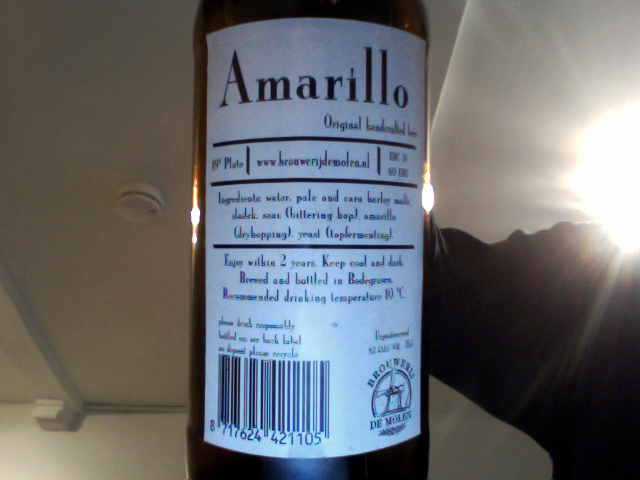 Amarillo
Original handcrafted beer
19° Plato www.brouwerijdemolen.nl
60 EBU
Ingredients: water, pale and cara barley malts,
sladek, saaz (bittering hop), amarillo
(dryhopping), yeast (topfermenting).
Enjoy within 2 years. Keep cool and dark.
Brewed and bottled in Bodegraven.
Recommended drinking temperature 10 °C.
please drink responsibly
bottled on: see back label
no deposit please recycle
8 717624 421105
BROUWERIJ
DE MOLEN